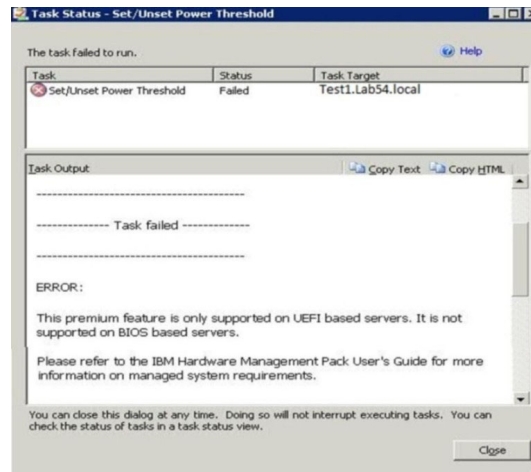 Task Status - Set/Unset Power Threshold
The task failed to run.
Help
Task Status Task Target
Set/Unset Power Threshold Failed Test1.Lab54.local
Task Output Copy Text Copy HTML
------------------------------------------
-------------- Task failed -------------
------------------------------------------
ERROR:
This premium feature is only supported on UEFI based servers. It is not
supported on BIOS based servers.
Please refer to the IBM Hardware Management Pack User's Guide for more
information on managed system requirements.
You can close this dialog at any time. Doing so will not interrupt executing tasks. You can
check the status of tasks in a task status view.
Close